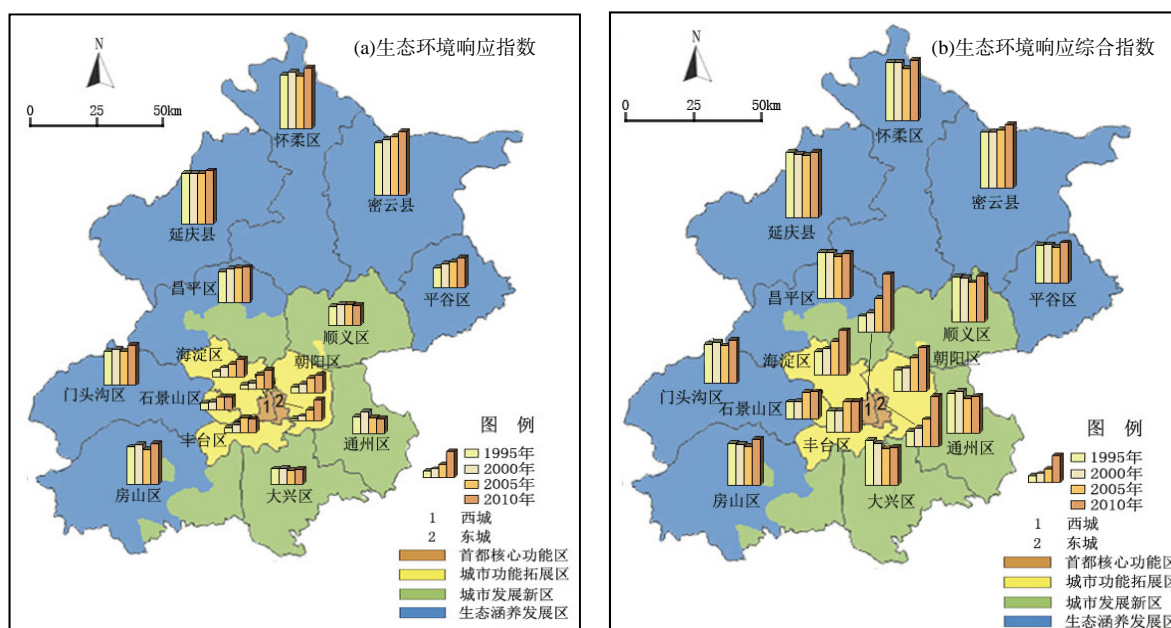 (a)生态环境响应指数
N
0 25 50km
怀柔区
密云县
延庆县
昌平区
平谷区
顺义区
海淀区
朝阳区
门头沟区
石景山区
1 2
丰台区
通州区
房山区
大兴区
图 例
1995年
2000年
2005年
2010年
1 西城
2 东城
首都核心功能区
城市功能拓展区
城市发展新区
生态涵养发展区
(b)生态环境响应综合指数
N
0 25 50km
怀柔区
密云县
延庆县
昌平区
平谷区
顺义区
海淀区
朝阳区
门头沟区
石景山区
1 2
丰台区
通州区
房山区
大兴区
图 例
1995年
2000年
2005年
2010年
1 西城
2 东城
首都核心功能区
城市功能拓展区
城市发展新区
生态涵养发展区